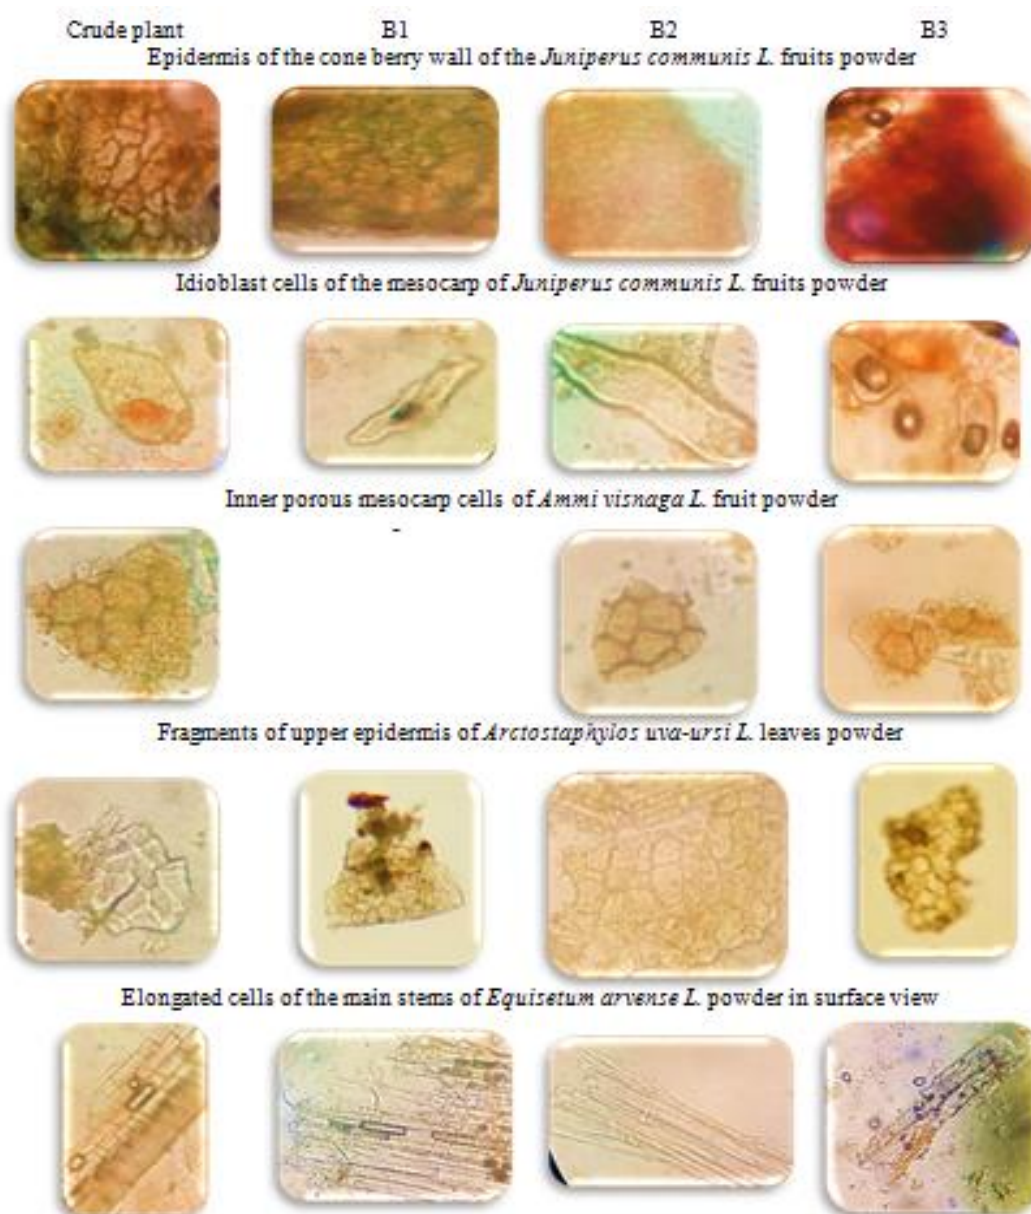 Crude plant B1 B2 B3
Epidermis of the cone berry wall of the Juniperus communis L. fruits powder
Idioblast cells of the mesocarp of Juniperus communis L. fruits powder
Inner porous mesocarp cells of Ammi visnaga L. fruit powder
-
Fragments of upper epidermis of Arctostaphylos uva-ursi L. leaves powder
Elongated cells of the main stems of Equisetum arvense L. powder in surface view